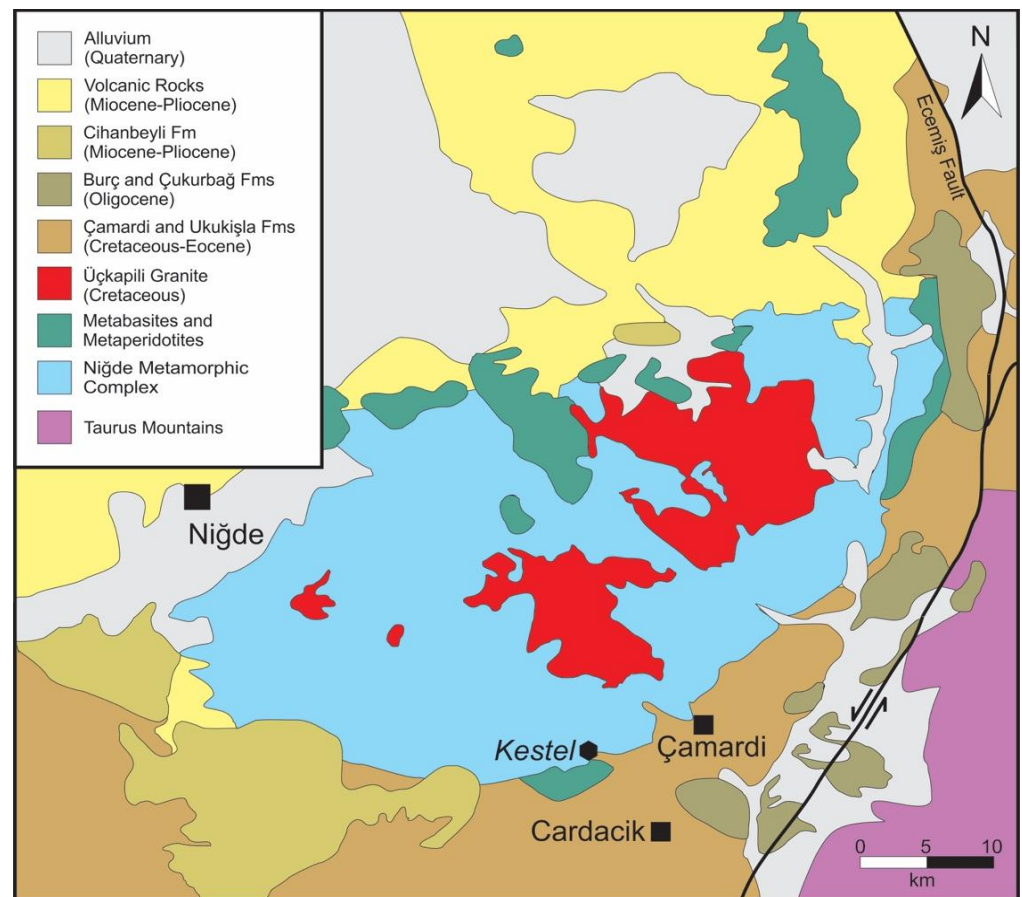 Alluvium
(Quaternary)
Volcanic Rocks
(Miocene-Pliocene)
Cihanbeyli Fm
(Miocene-Pliocene)
Burç and Çukurbağ Fms
(Oligocene)
Çamardi and Ukukişla Fms
(Cretaceous-Eocene)
Üçkapili Granite
(Cretaceous)
Metabasites and
Metaperidotites
Niğde Metamorphic
Complex
Taurus Mountains
N
Ecemiş Fault
Niğde
Kestel
Çamardi
Cardacik
0 5 10
km